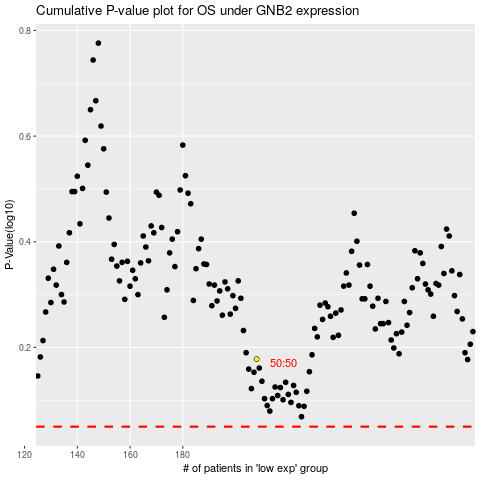 Cumulative P-value plot for OS under GNB2 expression
P-Value(log10)
0.8
0.6
0.4
0.2
50:50
120 140 160 180
# of patients in 'low exp' group